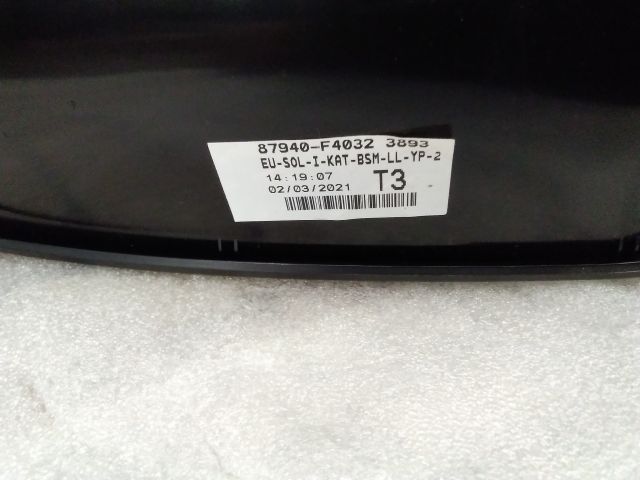 87940-F4032 3893
EU-SOL-I-KAT-BSM-LL-YP-2
14:19:07
02/03/2021
T3